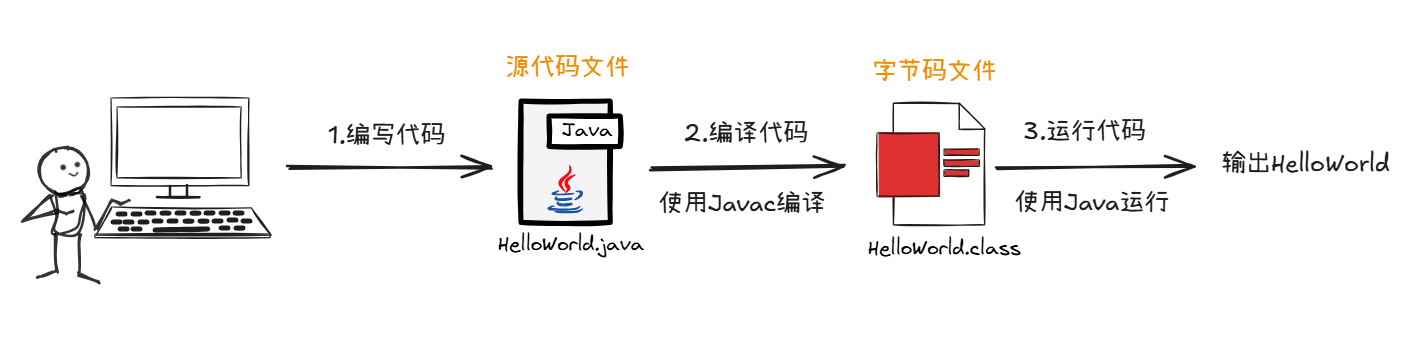 1.编写代码
源代码文件
Java
HelloWorld.java
2.编译代码
使用Javac编译
字节码文件
HelloWorld.class
3.运行代码
使用Java运行
输出HelloWorld